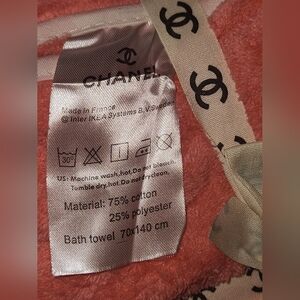 CHANEL
Made in France
@ Inter IKEA Systems B.V. Sweden
30°
US: Machine wash, hot, Do not bleach.
Tumble dry, hot. Do not dryclean.
Material: 75% cotton
25% polyester
Bath towel 70x140 cm